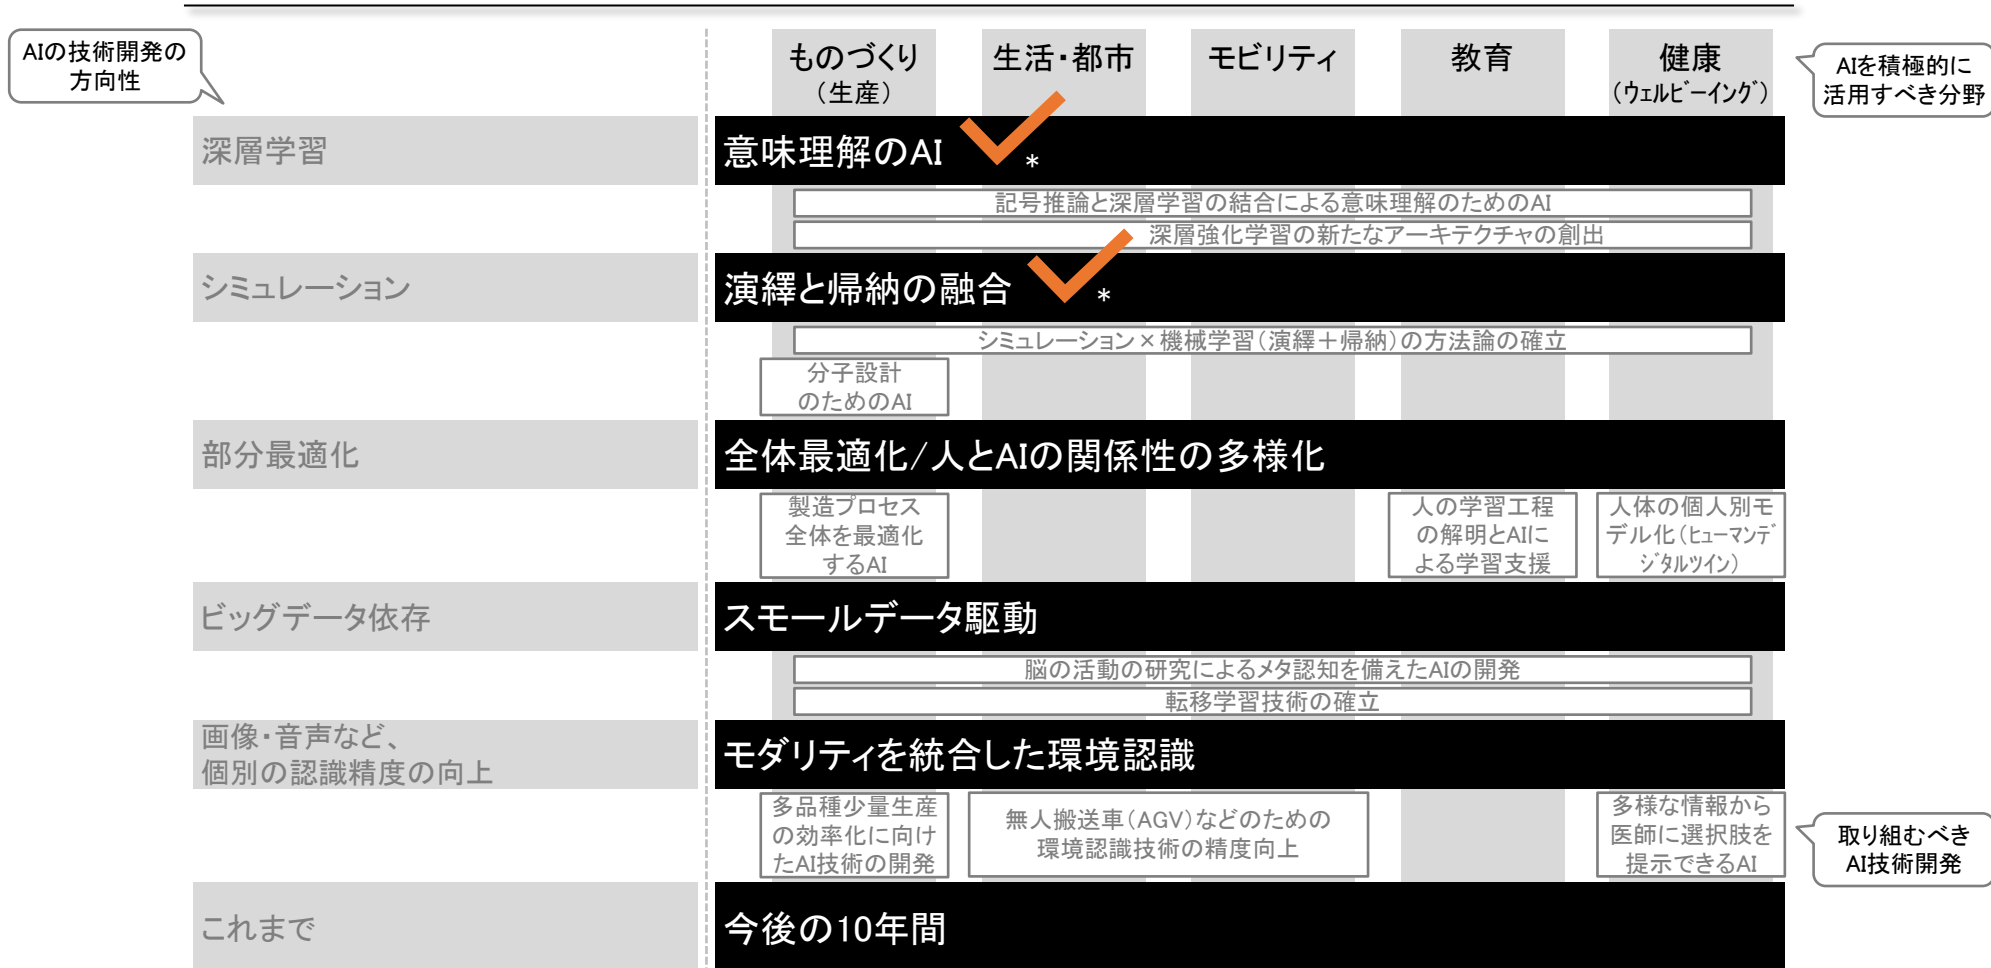 AIの技術開発の
方向性
ものづくり
（生産）
生活・都市
モビリティ
教育
健康
（ウェルビーイング）
AIを積極的に
活用すべき分野
深層学習
意味理解のAI
*
記号推論と深層学習の結合による意味理解のためのAI
深層強化学習の新たなアーキテクチャの創出
シミュレーション
演繹と帰納の融合
*
シミュレーション×機械学習（演繹＋帰納）の方法論の確立
分子設計
のためのAI
部分最適化
全体最適化/人とAIの関係性の多様化
製造プロセス
全体を最適化
するAI
人の学習工程
の解明とAIに
よる学習支援
人体の個人別モ
デル化（ヒューマンデ
ジタルツイン）
ビッグデータ依存
スモールデータ駆動
脳の活動の研究によるメタ認知を備えたAIの開発
転移学習技術の確立
画像・音声など、
個別の認識精度の向上
モダリティを統合した環境認識
多品種少量生産
の効率化に向け
たAI技術の開発
無人搬送車（AGV）などのための
環境認識技術の精度向上
多様な情報から
医師に選択肢を
提示できるAI
取り組むべき
AI技術開発
これまで
今後の10年間